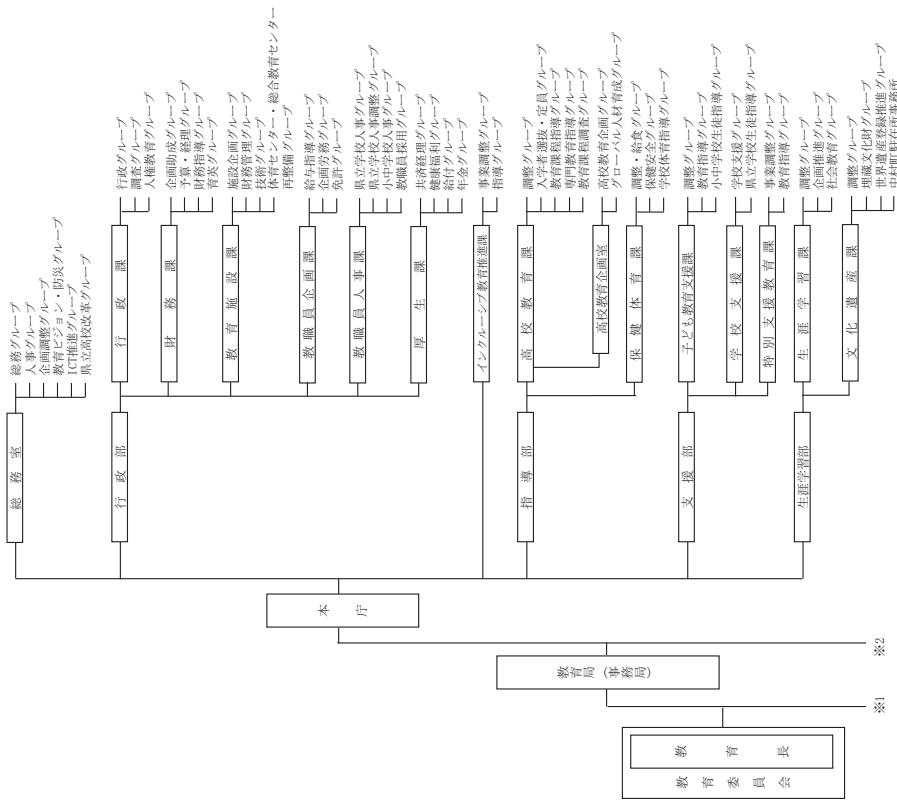 教育委員会
教育長
※1
教育局(事務局)
※2
本庁
総務室
総務グループ
人事グループ
企画調整グループ
教育ビジョン・防災グループ
ICT推進グループ
県立高校改革グループ
行政部
行政課
行政グループ
調査グループ
人権教育グループ
財務課
企画助成グループ
予算・経理グループ
財務指導グループ
育英グループ
教育施設課
施設企画グループ
財務管理グループ
技術グループ
体育センター・総合教育センター
再整備グループ
教職員企画課
給与指導グループ
企画労務グループ
免許グループ
教職員人事課
県立学校人事グループ
県立学校人事調整グループ
小中学校人事グループ
教職員採用グループ
厚生課
共済経理グループ
健康福利グループ
給付グループ
年金グループ
インクルーシブ教育推進課
事業調整グループ
指導グループ
指導部
高校教育課
調整グループ
入学者選抜・定員グループ
教育課程指導グループ
専門教育指導グループ
教育課程調査グループ
高校教育企画室
高校教育企画グループ
グローバル人材育成グループ
保健体育課
調整・給食グループ
保健安全グループ
学校体育指導グループ
支援部
子ども教育支援課
調整グループ
教育指導グループ
小中学校生徒指導グループ
学校支援課
学校支援グループ
県立学校生徒指導グループ
特別支援教育課
事業調整グループ
教育指導グループ
生涯学習部
生涯学習課
調整グループ
企画推進グループ
社会教育グループ
文化遺産課
調整グループ
埋蔵文化財グループ
世界遺産登録推進グループ
中村町駐在所事務所